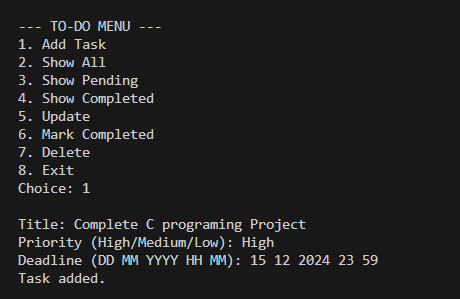 --- TO-DO MENU ---
1. Add Task
2. Show All
3. Show Pending
4. Show Completed
5. Update
6. Mark Completed
7. Delete
8. Exit
Choice: 1
Title: Complete C programing Project
Priority (High/Medium/Low): High
Deadline (DD MM YYYY HH MM): 15 12 2024 23 59
Task added.